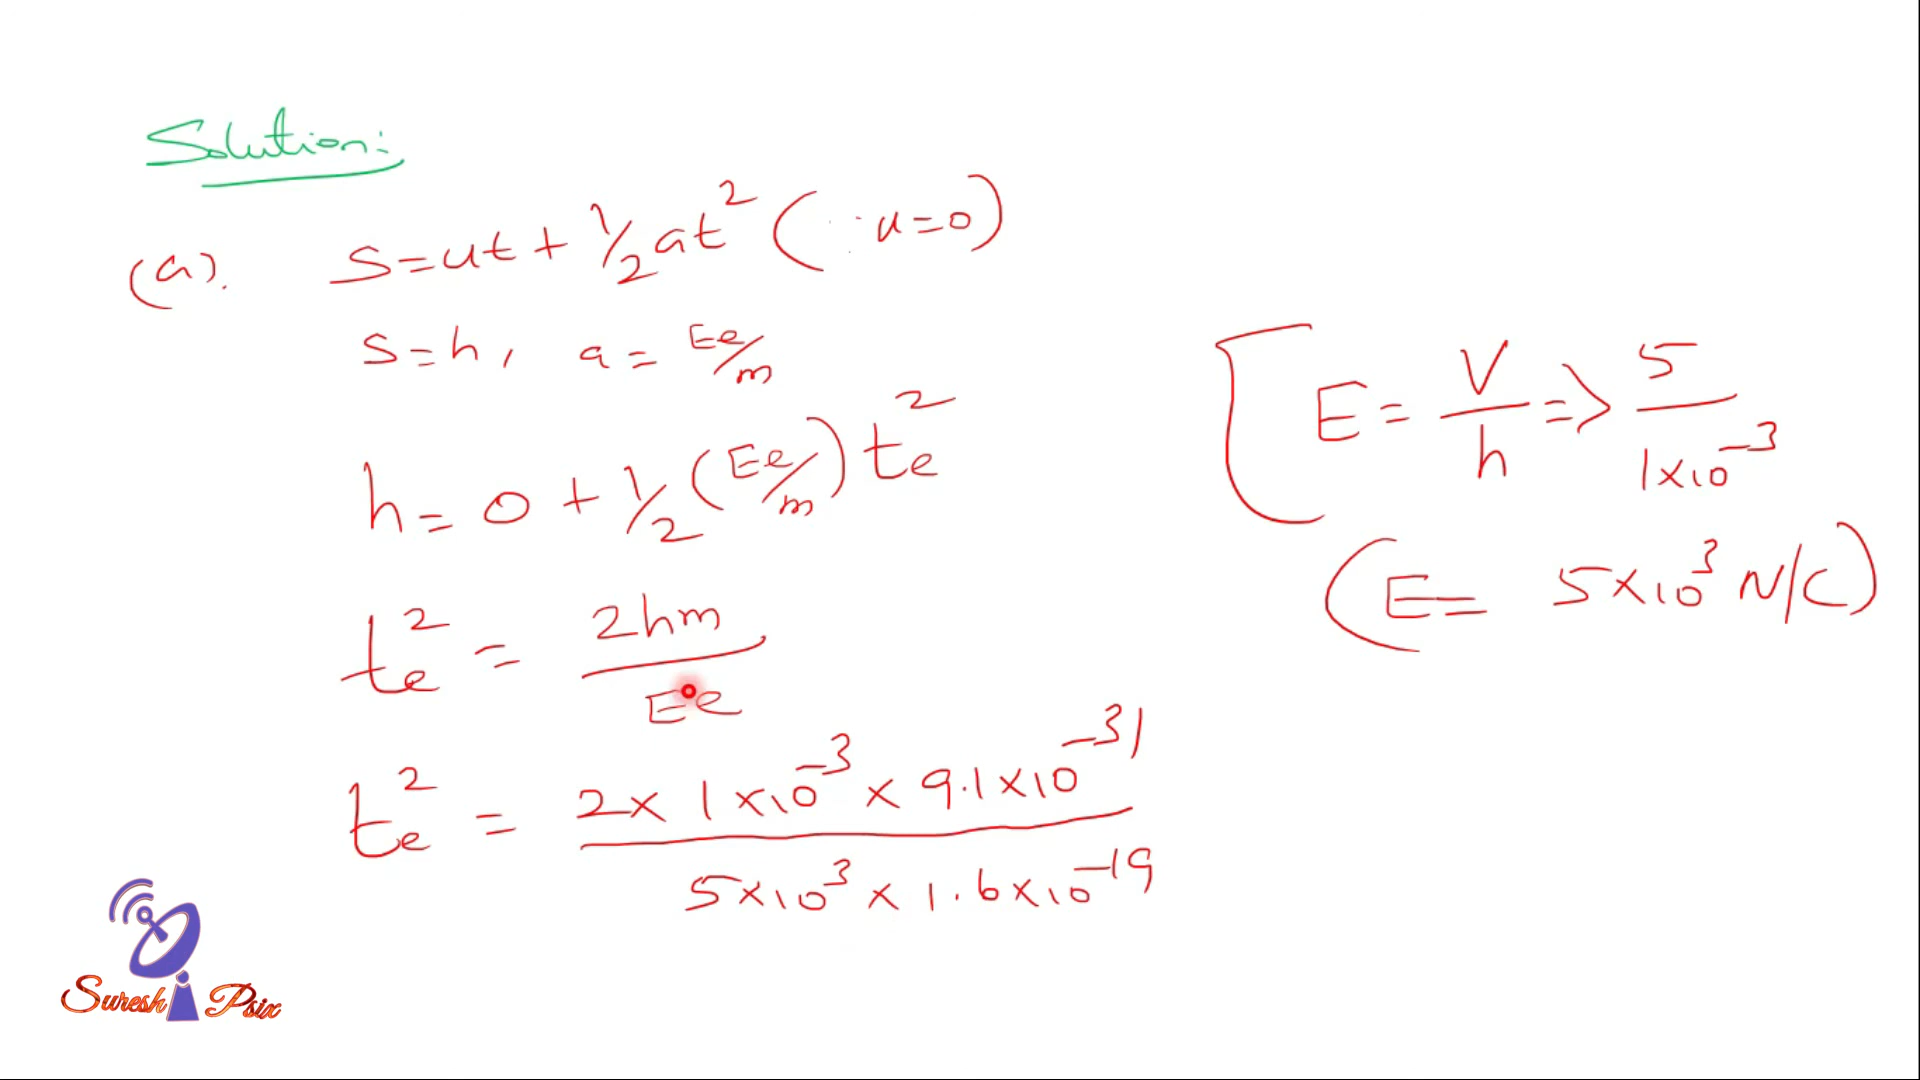 Solution:
(a). s=ut+½at² (∵u=0)
s=h, a=Ee/m
h=0+½(Ee/m)te²
te²=2hm/Ee
te²=2×1×10⁻³×9.1×10⁻³¹/5×10³×1.6×10⁻¹⁹
[E=V/h=>5/1×10⁻³
(E=5×10³N/C)
Suresh Psix